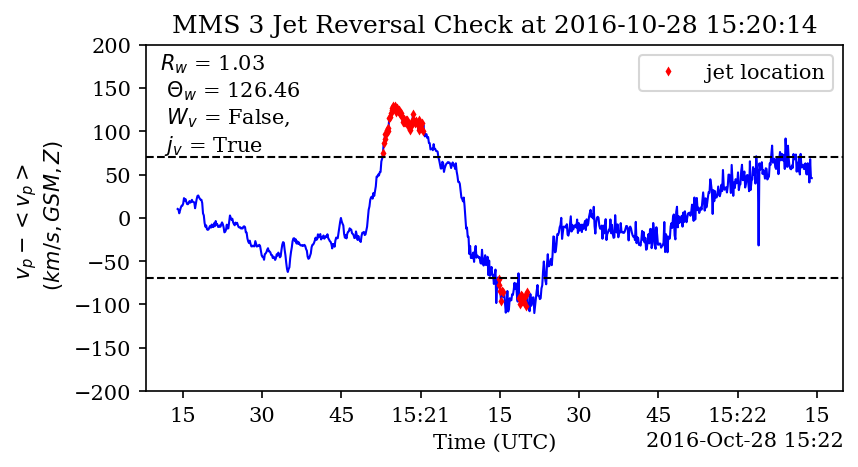 MMS 3 Jet Reversal Check at 2016-10-28 15:20:14
R_w = 1.03
Θ_w = 126.46
W_v = False,
j_v = True
jet location
v_p − < v_p >
(km/s, GSM, Z)
200
150
100
50
0
−50
−100
−150
−200
15 30 45 15:21 15 30 45 15:22 15
Time (UTC)
2016-Oct-28 15:22